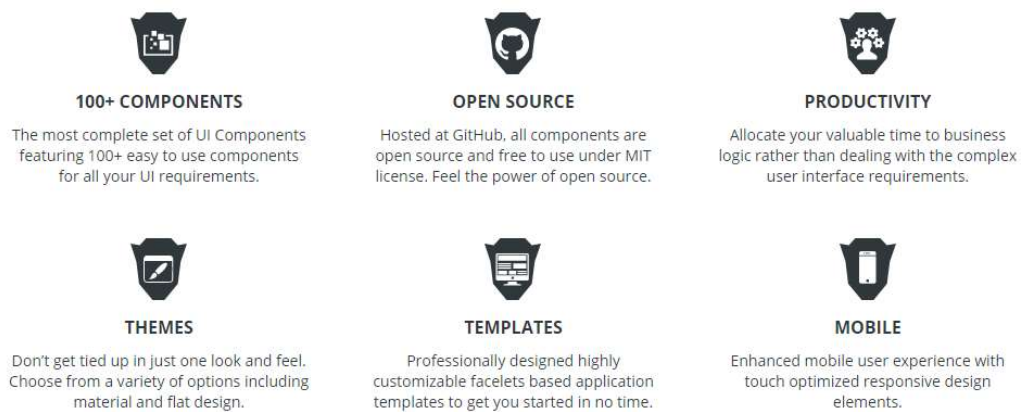 100+ COMPONENTS
The most complete set of UI Components
featuring 100+ easy to use components
for all your UI requirements.
OPEN SOURCE
Hosted at GitHub, all components are
open source and free to use under MIT
license. Feel the power of open source.
PRODUCTIVITY
Allocate your valuable time to business
logic rather than dealing with the complex
user interface requirements.
THEMES
Don't get tied up in just one look and feel.
Choose from a variety of options including
material and flat design.
TEMPLATES
Professionally designed highly
customizable facelets based application
templates to get you started in no time.
MOBILE
Enhanced mobile user experience with
touch optimized responsive design
elements.